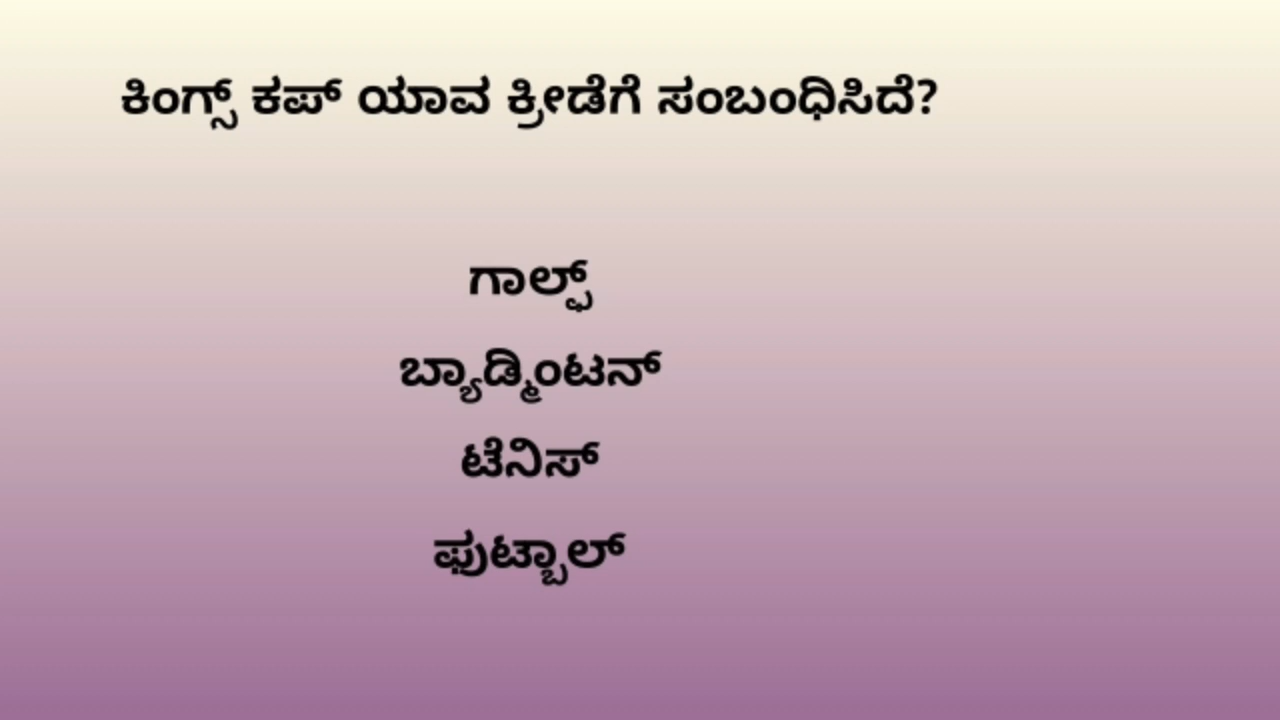 ಕಿಂಗ್ಸ್ ಕಪ್ ಯಾವ ಕ್ರೀಡೆಗೆ ಸಂಬಂಧಿಸಿದೆ?
ಗಾಲ್ಫ್
ಬ್ಯಾಡ್ಮಿಂಟನ್
ಟೆನಿಸ್
ಫುಟ್ಬಾಲ್